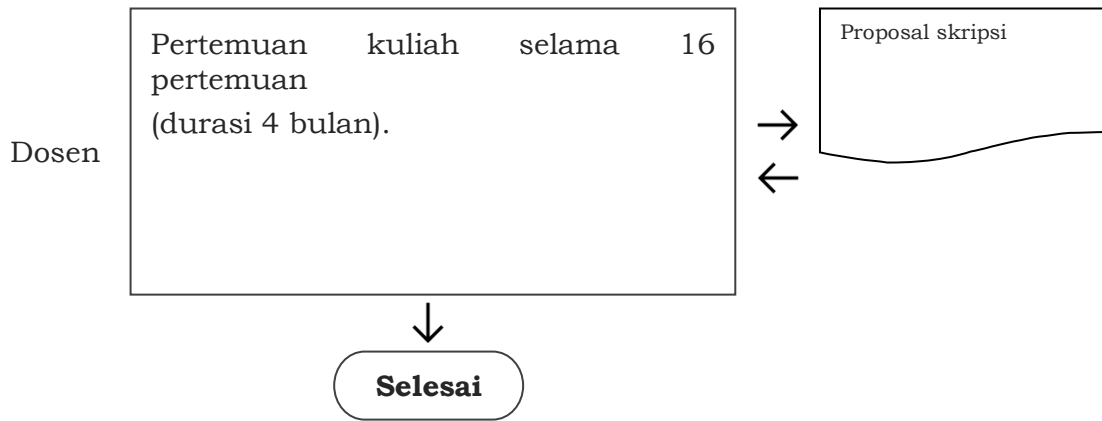 Pertemuan kuliah selama 16
pertemuan
(durasi 4 bulan).
Proposal skripsi
Dosen
Selesai